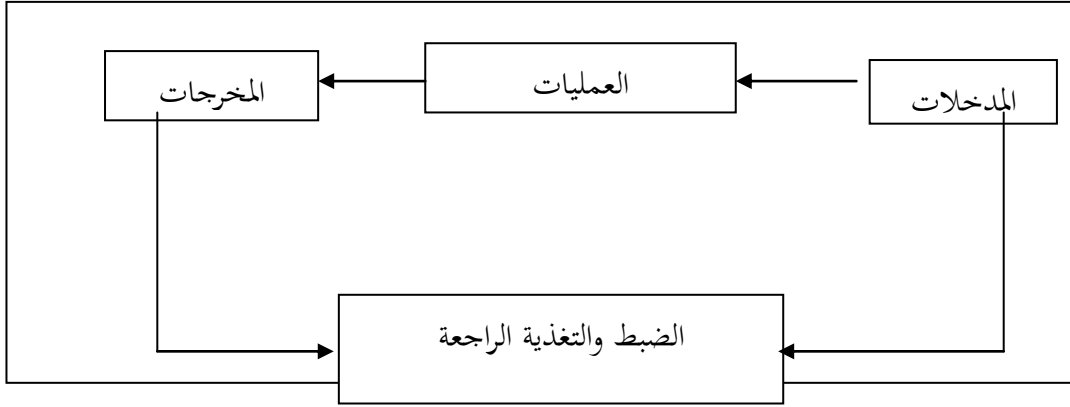 المدخلات
العمليات
المخرجات
الضبط والتغذية الراجعة